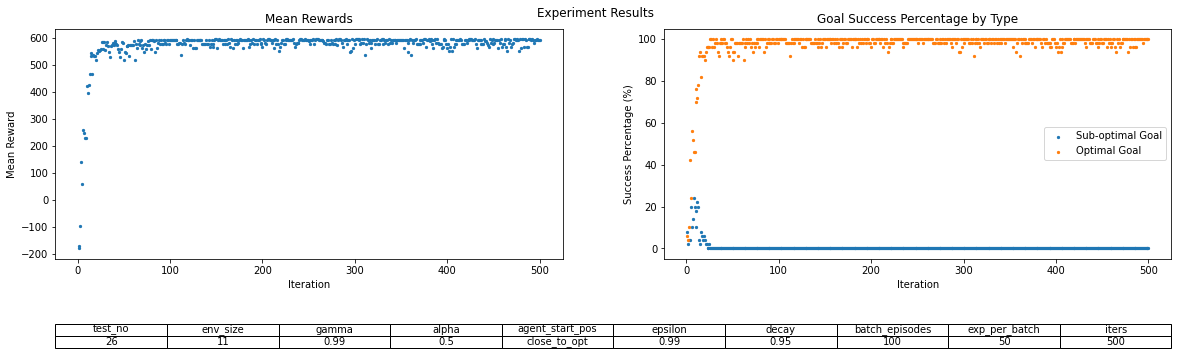 Experiment Results
Mean Rewards
600
500
400
300
200
100
0
−100
−200
Mean Reward
0 100 200 300 400 500
Iteration
Goal Success Percentage by Type
100
80
60
40
20
0
Success Percentage (%)
Sub-optimal Goal
Optimal Goal
0 100 200 300 400 500
Iteration
test_no env_size gamma alpha agent_start_pos epsilon decay batch_episodes exp_per_batch iters
26 11 0.99 0.5 close_to_opt 0.99 0.95 100 50 500